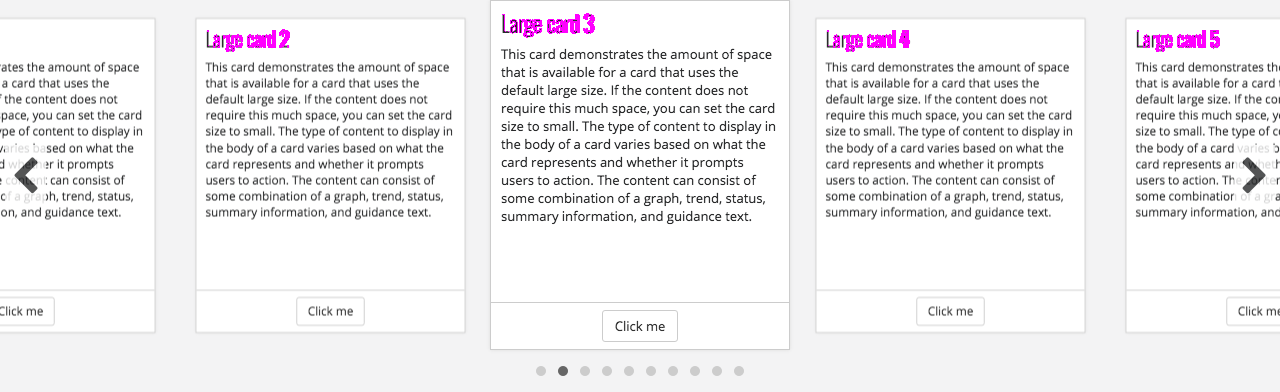 ates the amount of space
a card that uses the
f the content does not
pace, you can set the card
ype of content to display in
varies based on what the
d whether it prompts
content can consist of
of a graph, trend, status,
on, and guidance text.
Click me
Large card 2
This card demonstrates the amount of space
that is available for a card that uses the
default large size. If the content does not
require this much space, you can set the card
size to small. The type of content to display in
the body of a card varies based on what the
card represents and whether it prompts
users to action. The content can consist of
some combination of a graph, trend, status,
summary information, and guidance text.
Click me
Large card 3
This card demonstrates the amount of space
that is available for a card that uses the
default large size. If the content does not
require this much space, you can set the card
size to small. The type of content to display in
the body of a card varies based on what the
card represents and whether it prompts
users to action. The content can consist of
some combination of a graph, trend, status,
summary information, and guidance text.
Click me
Large card 4
This card demonstrates the amount of space
that is available for a card that uses the
default large size. If the content does not
require this much space, you can set the card
size to small. The type of content to display in
the body of a card varies based on what the
card represents and whether it prompts
users to action. The content can consist of
some combination of a graph, trend, status,
summary information, and guidance text.
Click me
Large card 5
This card demonstrates the
that is available for a card
default large size. If the co
require this much space, yo
size to small. The type of co
the body of a card varies b
card represents and wheth
users to action. The conten
some combination of a gra
summary information, and
Click me